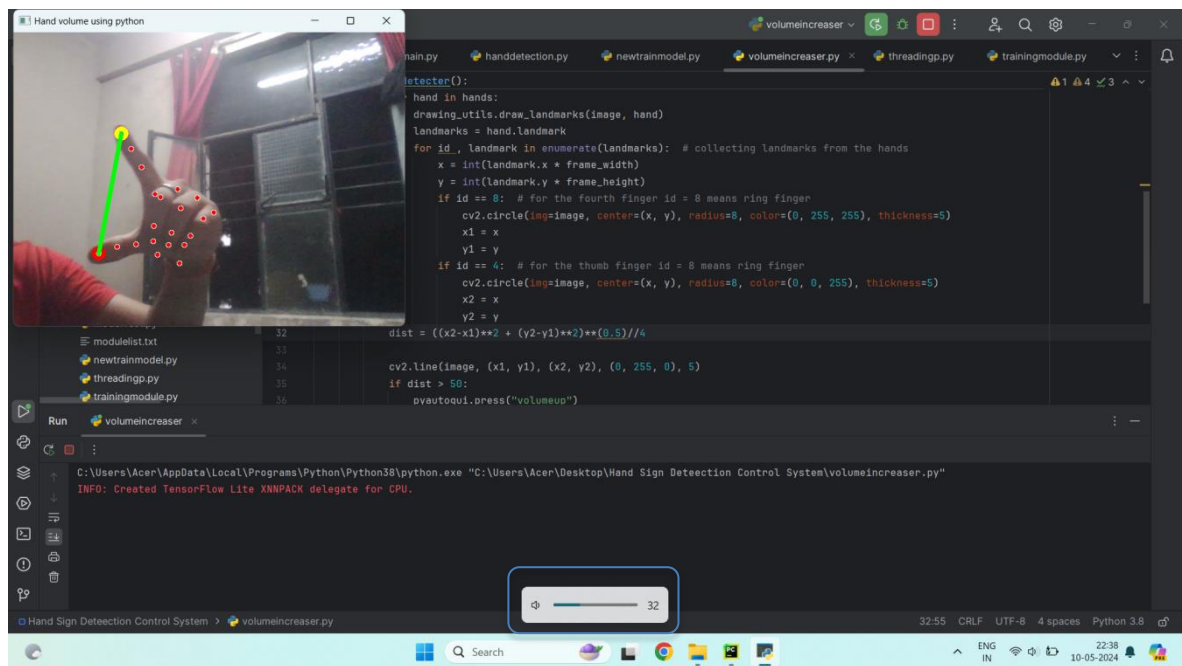 Hand volume using python
volumeincreaser
main.py handdetection.py newtrainmodel.py volumeincreaser.py threadingp.py trainingmodule.py
detecter():
hand in hands:
1 4 3
drawing_utils.draw_landmarks(image, hand)
landmarks = hand.landmark
for id , landmark in enumerate(landmarks): # collecting landmarks from the hands
x = int(landmark.x * frame_width)
y = int(landmark.y * frame_height)
if id == 8: # for the fourth finger id = 8 means ring finger
cv2.circle(img=image, center=(x, y), radius=8, color=(0, 255, 255), thickness=5)
x1 = x
y1 = y
if id == 4: # for the thumb finger id = 8 means ring finger
cv2.circle(img=image, center=(x, y), radius=8, color=(0, 0, 255), thickness=5)
x2 = x
y2 = y
32 dist = ((x2-x1)**2 + (y2-y1)**2)**(0.5)//4
33
34 cv2.line(image, (x1, y1), (x2, y2), (0, 255, 0), 5)
35 if dist > 50:
36 pyautogui.press("volumeup")
modulelist.txt
newtrainmodel.py
threadingp.py
trainingmodule.py
Run volumeincreaser
C:\Users\Acer\AppData\Local\Programs\Python\Python38\python.exe "C:\Users\Acer\Desktop\Hand Sign Deteection Control System\volumeincreaser.py"
INFO: Created TensorFlow Lite XNNPACK delegate for CPU.
32
Hand Sign Deteection Control System > volumeincreaser.py
32:55 CRLF UTF-8 4 spaces Python 3.8
Search
ENG
IN
22:38
10-05-2024